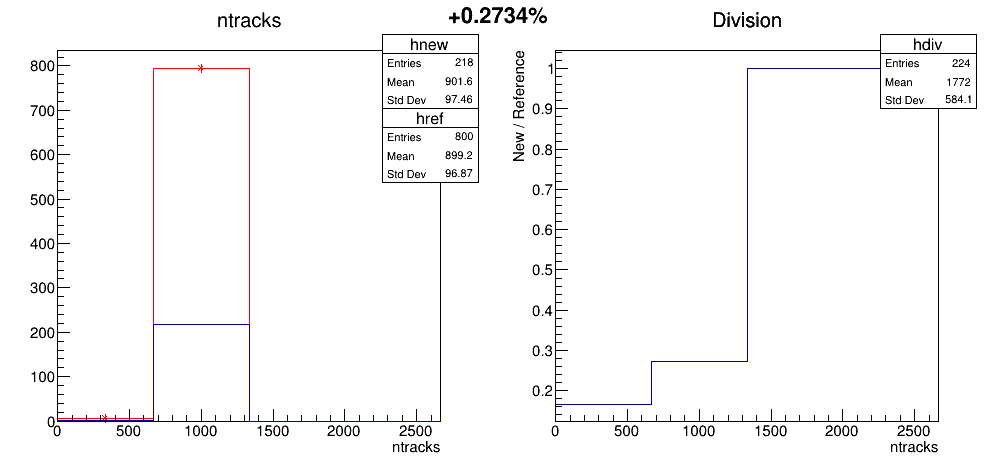 +0.2734%
ntracks
hnew
Entries 218
Mean 901.6
Std Dev 97.46
href
Entries 800
Mean 899.2
Std Dev 96.87
800
700
600
500
400
300
200
100
0
0 500 1000 1500 2000 2500
ntracks
Division
hdiv
Entries 224
Mean 1772
Std Dev 584.1
New / Reference
1
0.9
0.8
0.7
0.6
0.5
0.4
0.3
0.2
0 500 1000 1500 2000 2500
ntracks